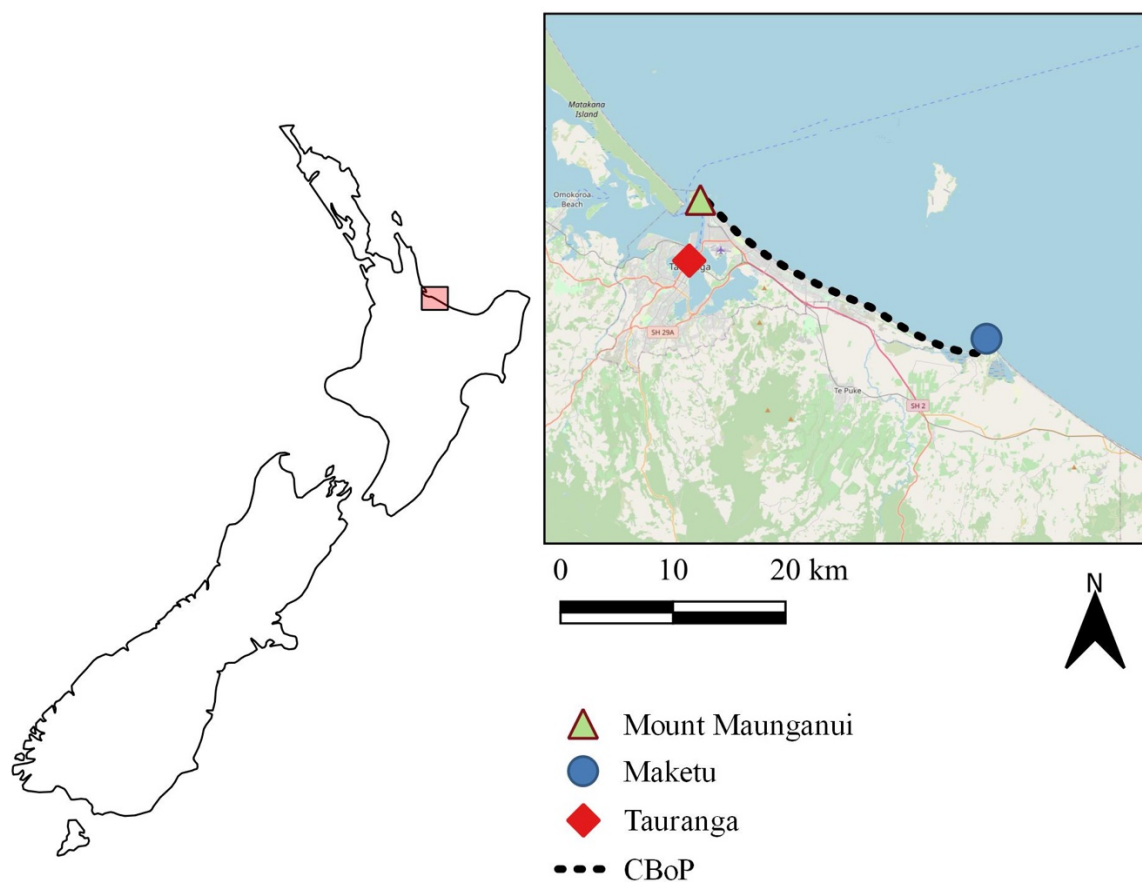 Matakana
Island
Omokoroa
Beach
SH 29A
Te Puke
SH 2
0 10 20 km
N
Mount Maunganui
Maketu
Tauranga
CBoP